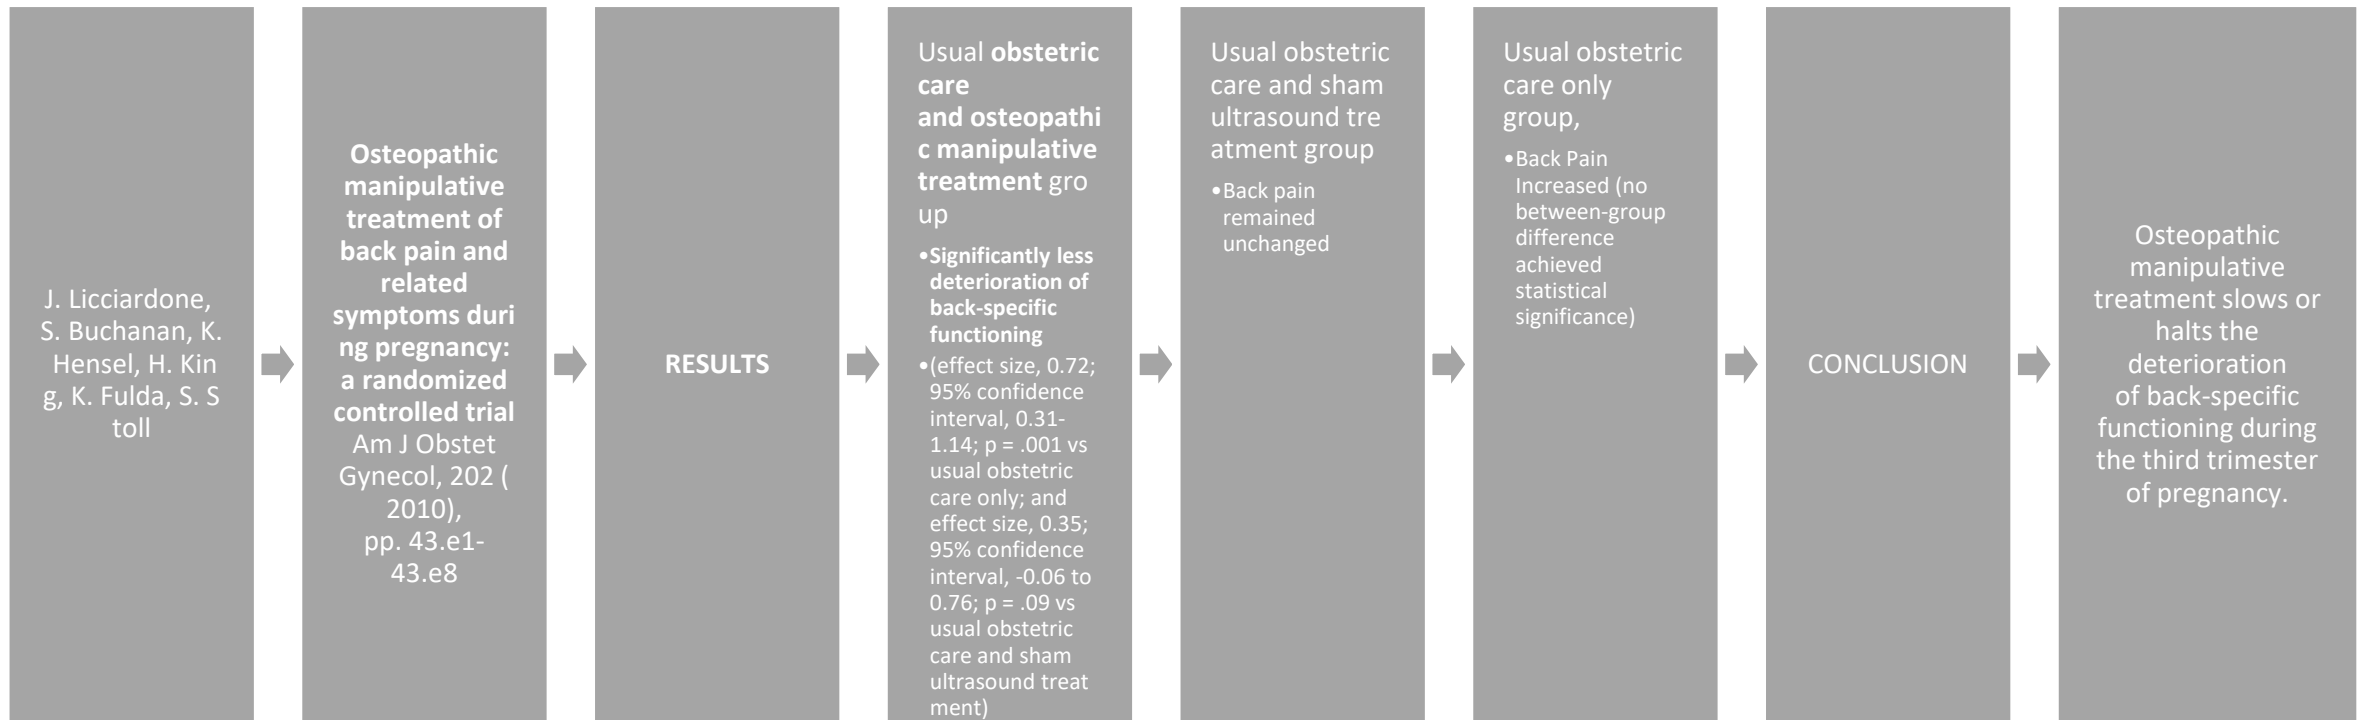 J. Licciardone,
S. Buchanan, K.
Hensel, H. Kin
g, K. Fulda, S. S
toll
Osteopathic
manipulative
treatment of
back pain and
related
symptoms duri
ng pregnancy:
a randomized
controlled trial
Am J Obstet
Gynecol, 202 (
2010),
pp. 43.e1-
43.e8
RESULTS
Usual obstetric
care
and osteopathi
c manipulative
treatment gro
up
•Significantly less
deterioration of
back-specific
functioning
•(effect size, 0.72;
95% confidence
interval, 0.31-
1.14; p = .001 vs
usual obstetric
care only; and
effect size, 0.35;
95% confidence
interval, -0.06 to
0.76; p = .09 vs
usual obstetric
care and sham
ultrasound treat
ment)
Usual obstetric
care and sham
ultrasound tre
atment group
•Back pain
remained
unchanged
Usual obstetric
care only
group,
•Back Pain
Increased (no
between-group
difference
achieved
statistical
significance)
CONCLUSION
Osteopathic
manipulative
treatment slows or
halts the
deterioration
of back-specific
functioning during
the third trimester
of pregnancy.